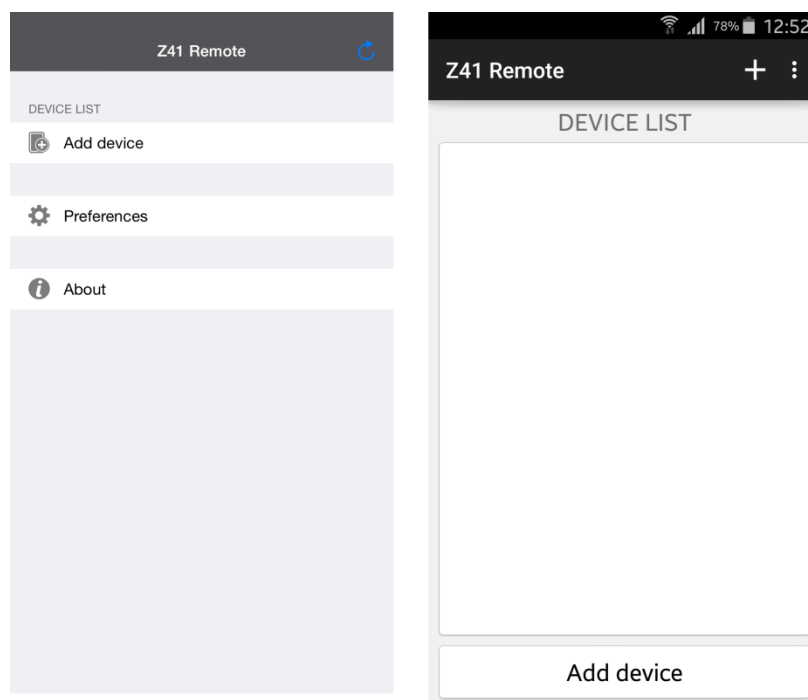 Z41 Remote
DEVICE LIST
Add device
Preferences
About
78% 12:52
Z41 Remote
DEVICE LIST
Add device